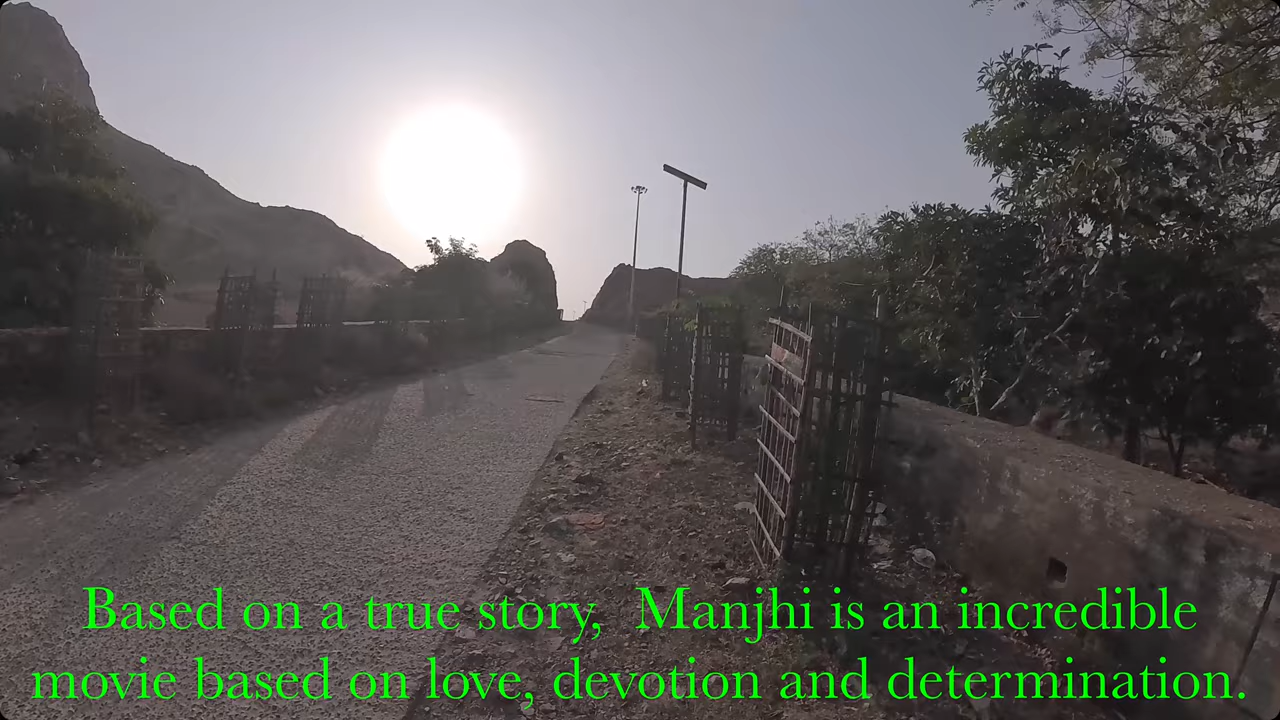 Based on a true story,  Manjhi is an incredible
movie based on love, devotion and determination.